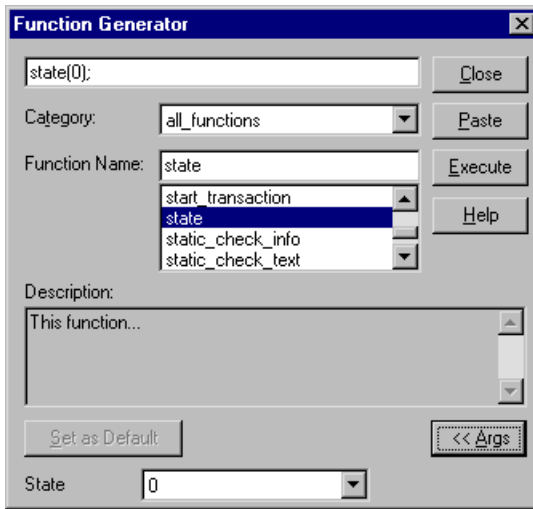 Function Generator
state(0);
Close
Category:
all_functions
Paste
Function Name:
state
Execute
start_transaction
state
static_check_info
static_check_text
Help
Description:
This function...
Set as Default
<< Args
State
0